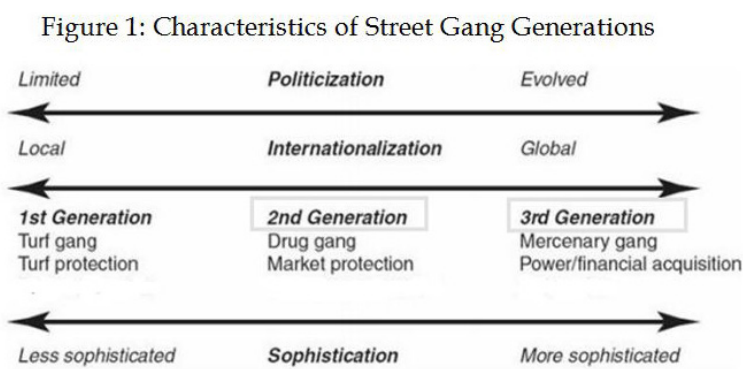 Figure 1: Characteristics of Street Gang Generations
Limited Politicization Evolved
Local Internationalization Global
1st Generation 2nd Generation 3rd Generation
Turf gang Drug gang Mercenary gang
Turf protection Market protection Power/financial acquisition
Less sophisticated Sophistication More sophisticated